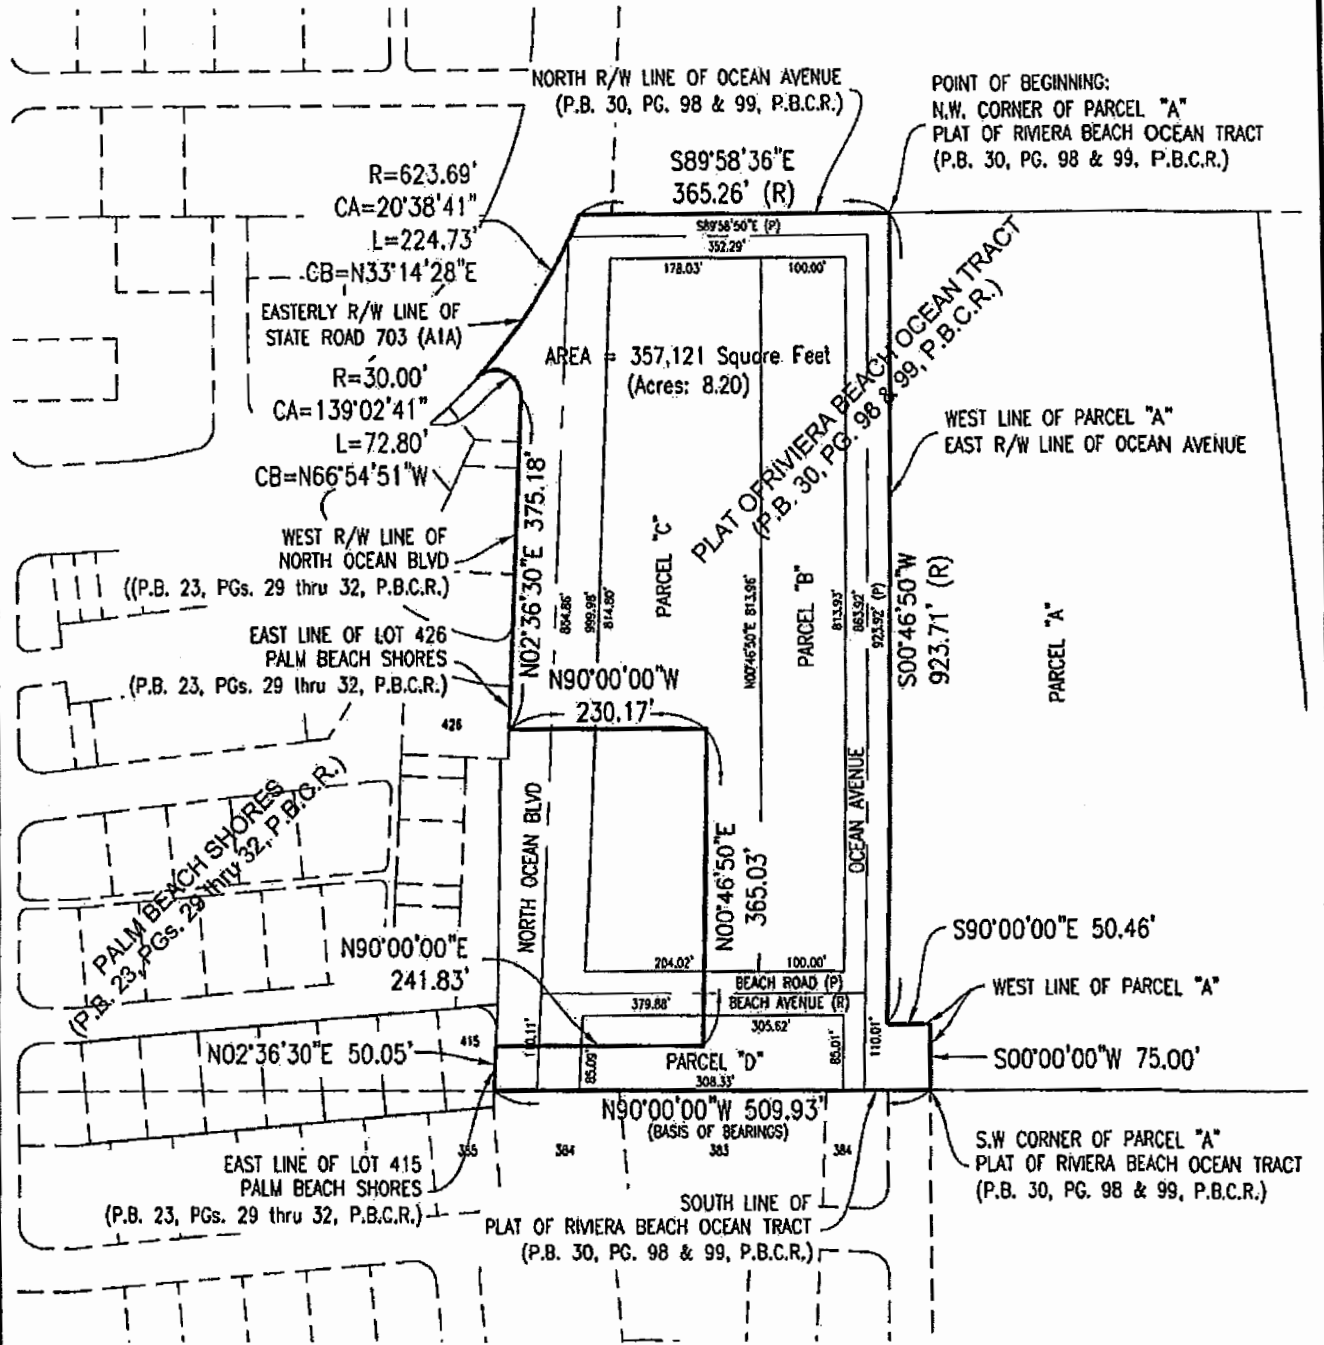 NORTH R/W LINE OF OCEAN AVENUE
(P.B. 30, PG. 98 & 99, P.B.C.R.)
POINT OF BEGINNING:
N.W. CORNER OF PARCEL "A"
PLAT OF RIVIERA BEACH OCEAN TRACT
(P.B. 30, PG. 98 & 99, P.B.C.R.)
S89°58'36"E
365.26' (R)
R=623.69'
CA=20°38'41"
L=224.73'
CB=N33°14'28"E
EASTERLY R/W LINE OF
STATE ROAD 703 (A1A)
S89°58'50"E (P)
352.29'
178.03'
100.00'
AREA = 357,121 Square Feet
(Acres: 8.20)
R=30.00'
CA=139°02'41"
L=72.80'
CB=N66°54'51"W
PLAT OF RIVIERA BEACH OCEAN TRACT
(P.B. 30, PG. 98 & 99, P.B.C.R.)
WEST LINE OF PARCEL "A"
EAST R/W LINE OF OCEAN AVENUE
WEST R/W LINE OF
NORTH OCEAN BLVD
((P.B. 23, PGs. 29 thru 32, P.B.C.R.)
N02°36'30"E 375.18'
864.86'
999.98'
814.80'
PARCEL "C"
N00°46'50"E 813.96'
PARCEL "B"
813.93'
863.92'
923.92' (P)
S00°46'50"W
923.71' (R)
PARCEL "A"
EAST LINE OF LOT 426
PALM BEACH SHORES
(P.B. 23, PGs. 29 thru 32, P.B.C.R.)
N90°00'00"W
230.17'
426
PALM BEACH SHORES
(P.B. 23, PGs. 29 thru 32, P.B.C.R.)
NORTH OCEAN BLVD
N00°46'50"E
365.03'
OCEAN AVENUE
N90°00'00"E
241.83'
S90°00'00"E 50.46'
204.02'
100.00'
BEACH ROAD (P)
BEACH AVENUE (R)
379.88'
305.62'
WEST LINE OF PARCEL "A"
N02°36'30"E 50.05'
415
110.11'
85.09'
PARCEL "D"
308.33'
85.01'
110.01'
S00°00'00"W 75.00'
N90°00'00"W 509.93'
(BASIS OF BEARINGS)
384
383
384
EAST LINE OF LOT 415
PALM BEACH SHORES
(P.B. 23, PGs. 29 thru 32, P.B.C.R.)
S.W CORNER OF PARCEL "A"
PLAT OF RIVIERA BEACH OCEAN TRACT
(P.B. 30, PG. 98 & 99, P.B.C.R.)
SOUTH LINE OF
PLAT OF RIVIERA BEACH OCEAN TRACT
(P.B. 30, PG. 98 & 99, P.B.C.R.)